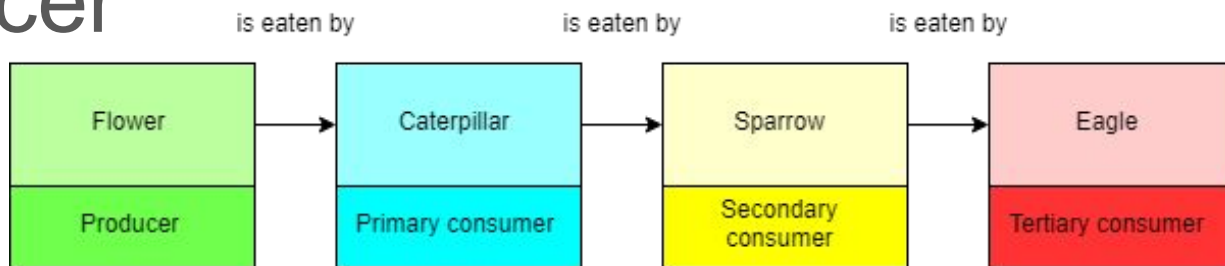 is eaten by is eaten by is eaten by
Flower Caterpillar Sparrow Eagle
Producer Primary consumer Secondary consumer Tertiary consumer